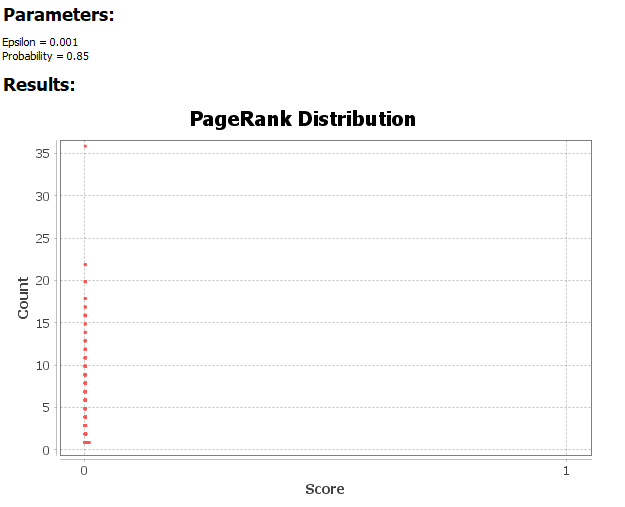 Parameters:
Epsilon = 0.001
Probability = 0.85
Results:
PageRank Distribution
35
30
25
20
15
10
5
0
Count
0 1
Score